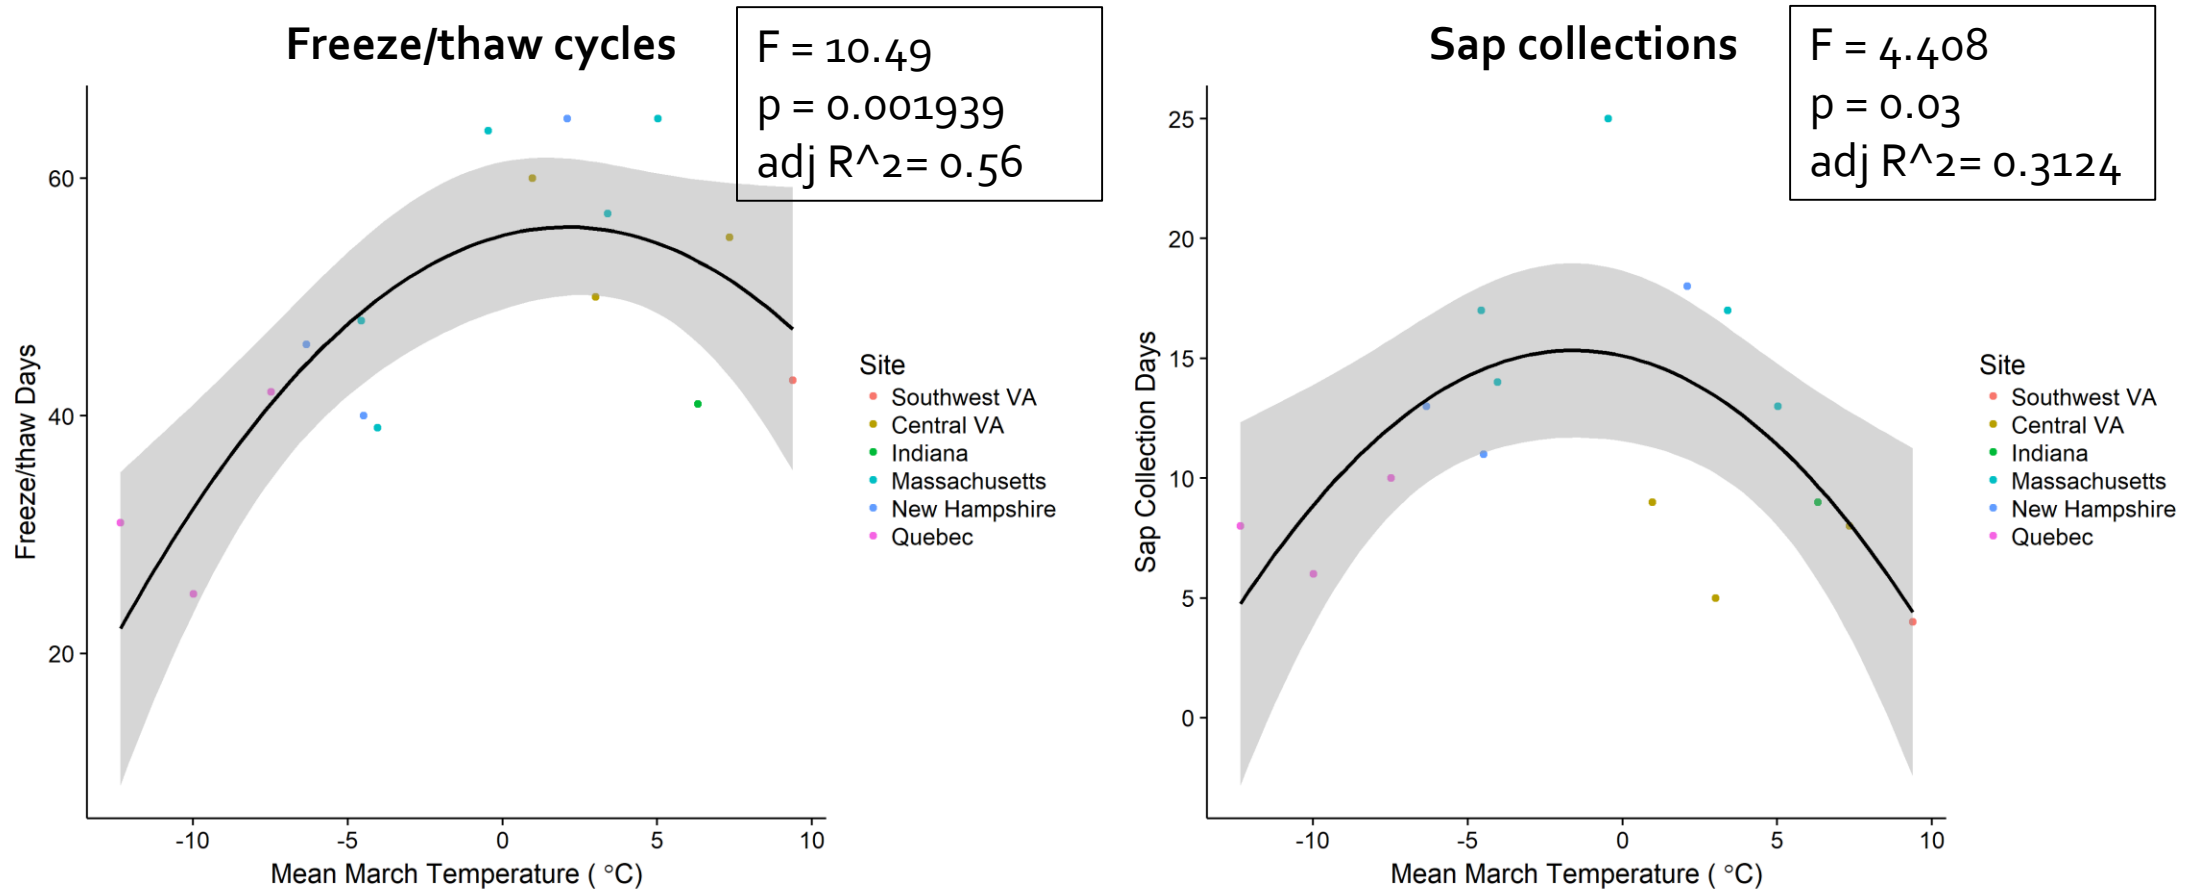 Freeze/thaw cycles
F = 10.49
p = 0.001939
adj R^2= 0.56
Freeze/thaw Days
60
40
20
-10
-5
0
5
10
Mean March Temperature ( °C)
Site
Southwest VA
Central VA
Indiana
Massachusetts
New Hampshire
Quebec
Sap collections
F = 4.408
p = 0.03
adj R^2= 0.3124
Sap Collection Days
25
20
15
10
5
0
-10
-5
0
5
10
Mean March Temperature ( °C)
Site
Southwest VA
Central VA
Indiana
Massachusetts
New Hampshire
Quebec